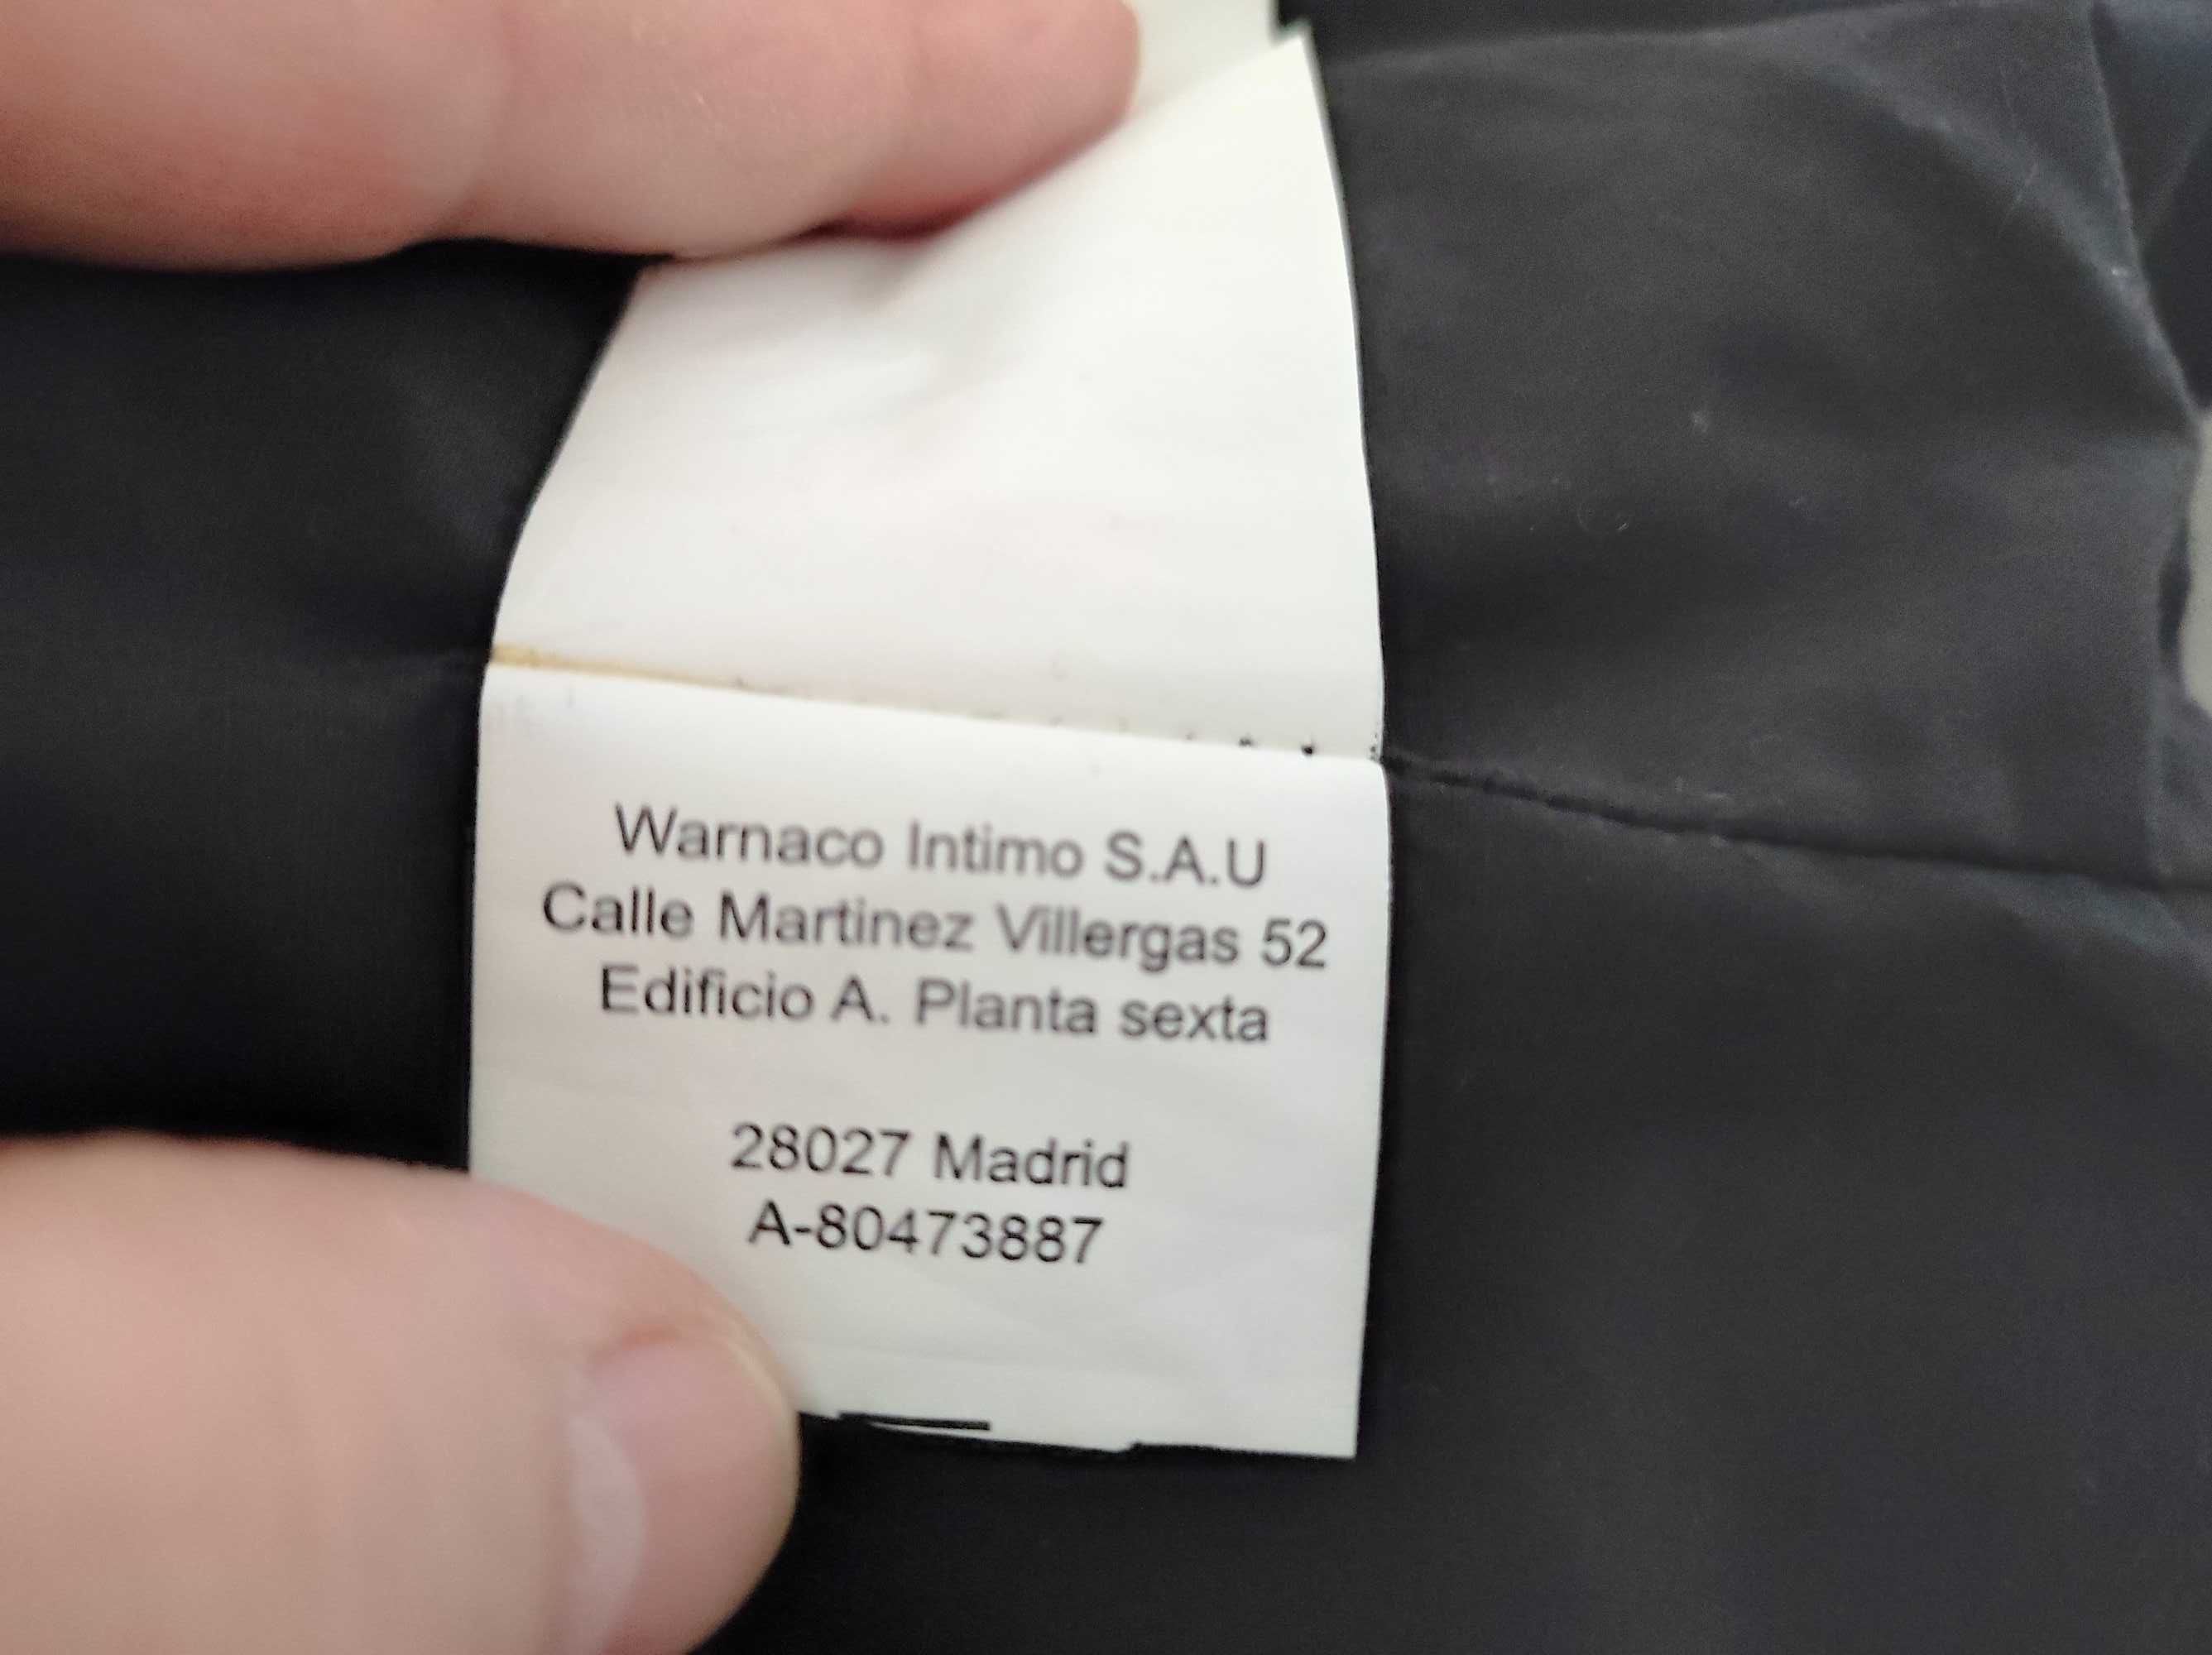 Warnaco Intimo S.A.U
Calle Martinez Villergas 52
Edificio A. Planta sexta
28027 Madrid
A-80473887